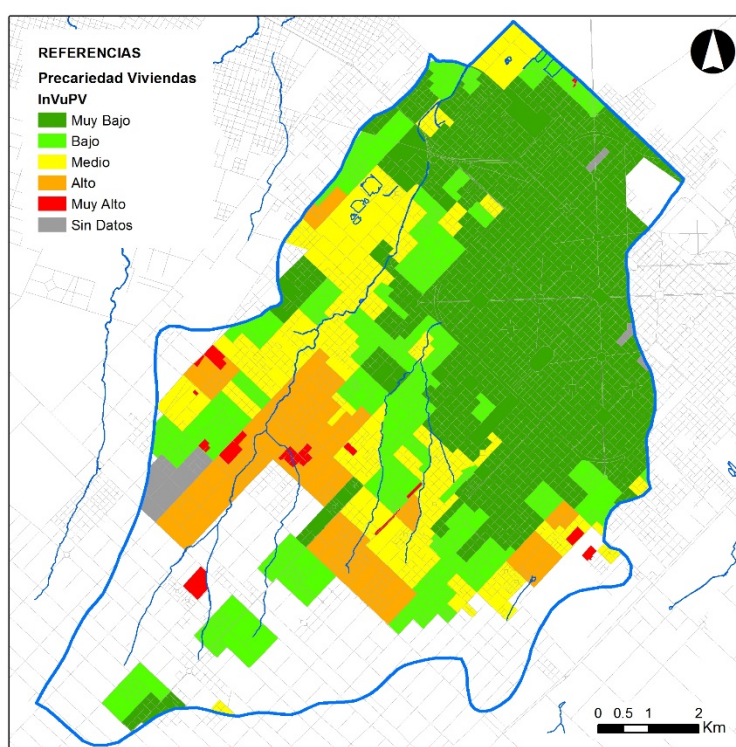 REFERENCIAS
Precariedad Viviendas
InVuPV
Muy Bajo
Bajo
Medio
Alto
Muy Alto
Sin Datos
0 0.5 1 2
Km